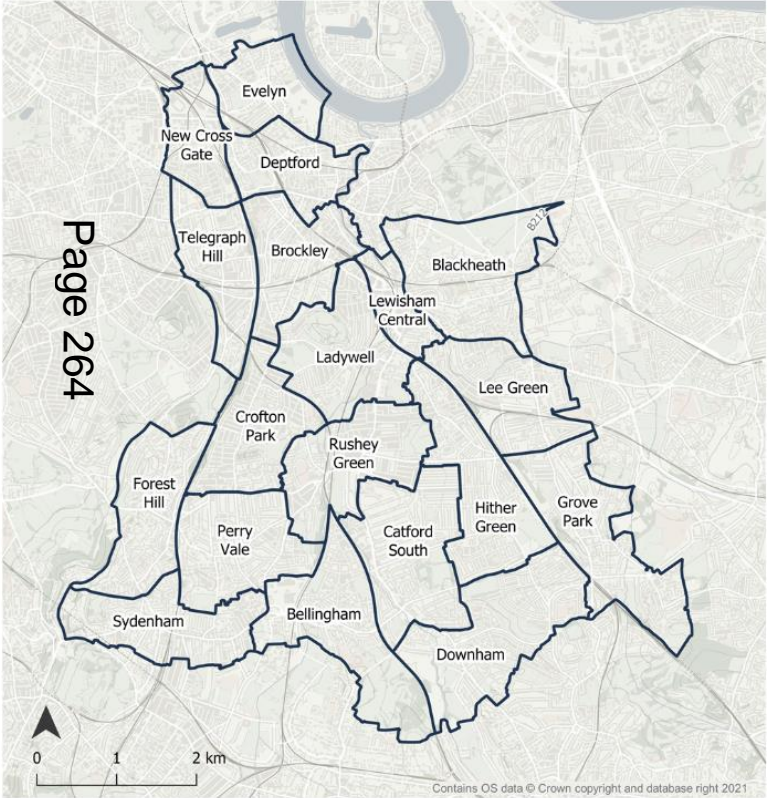 Evelyn
New Cross
Gate
Deptford
Telegraph
Hill
Brockley
B212
Blackheath
Lewisham
Central
Ladywell
Lee Green
Crofton
Park
Rushey
Green
Forest
Hill
Perry
Vale
Catford
South
Hither
Green
Grove
Park
Sydenham
Bellingham
Downham
Page 264
0 1 2 km
Contains OS data © Crown copyright and database right 2021